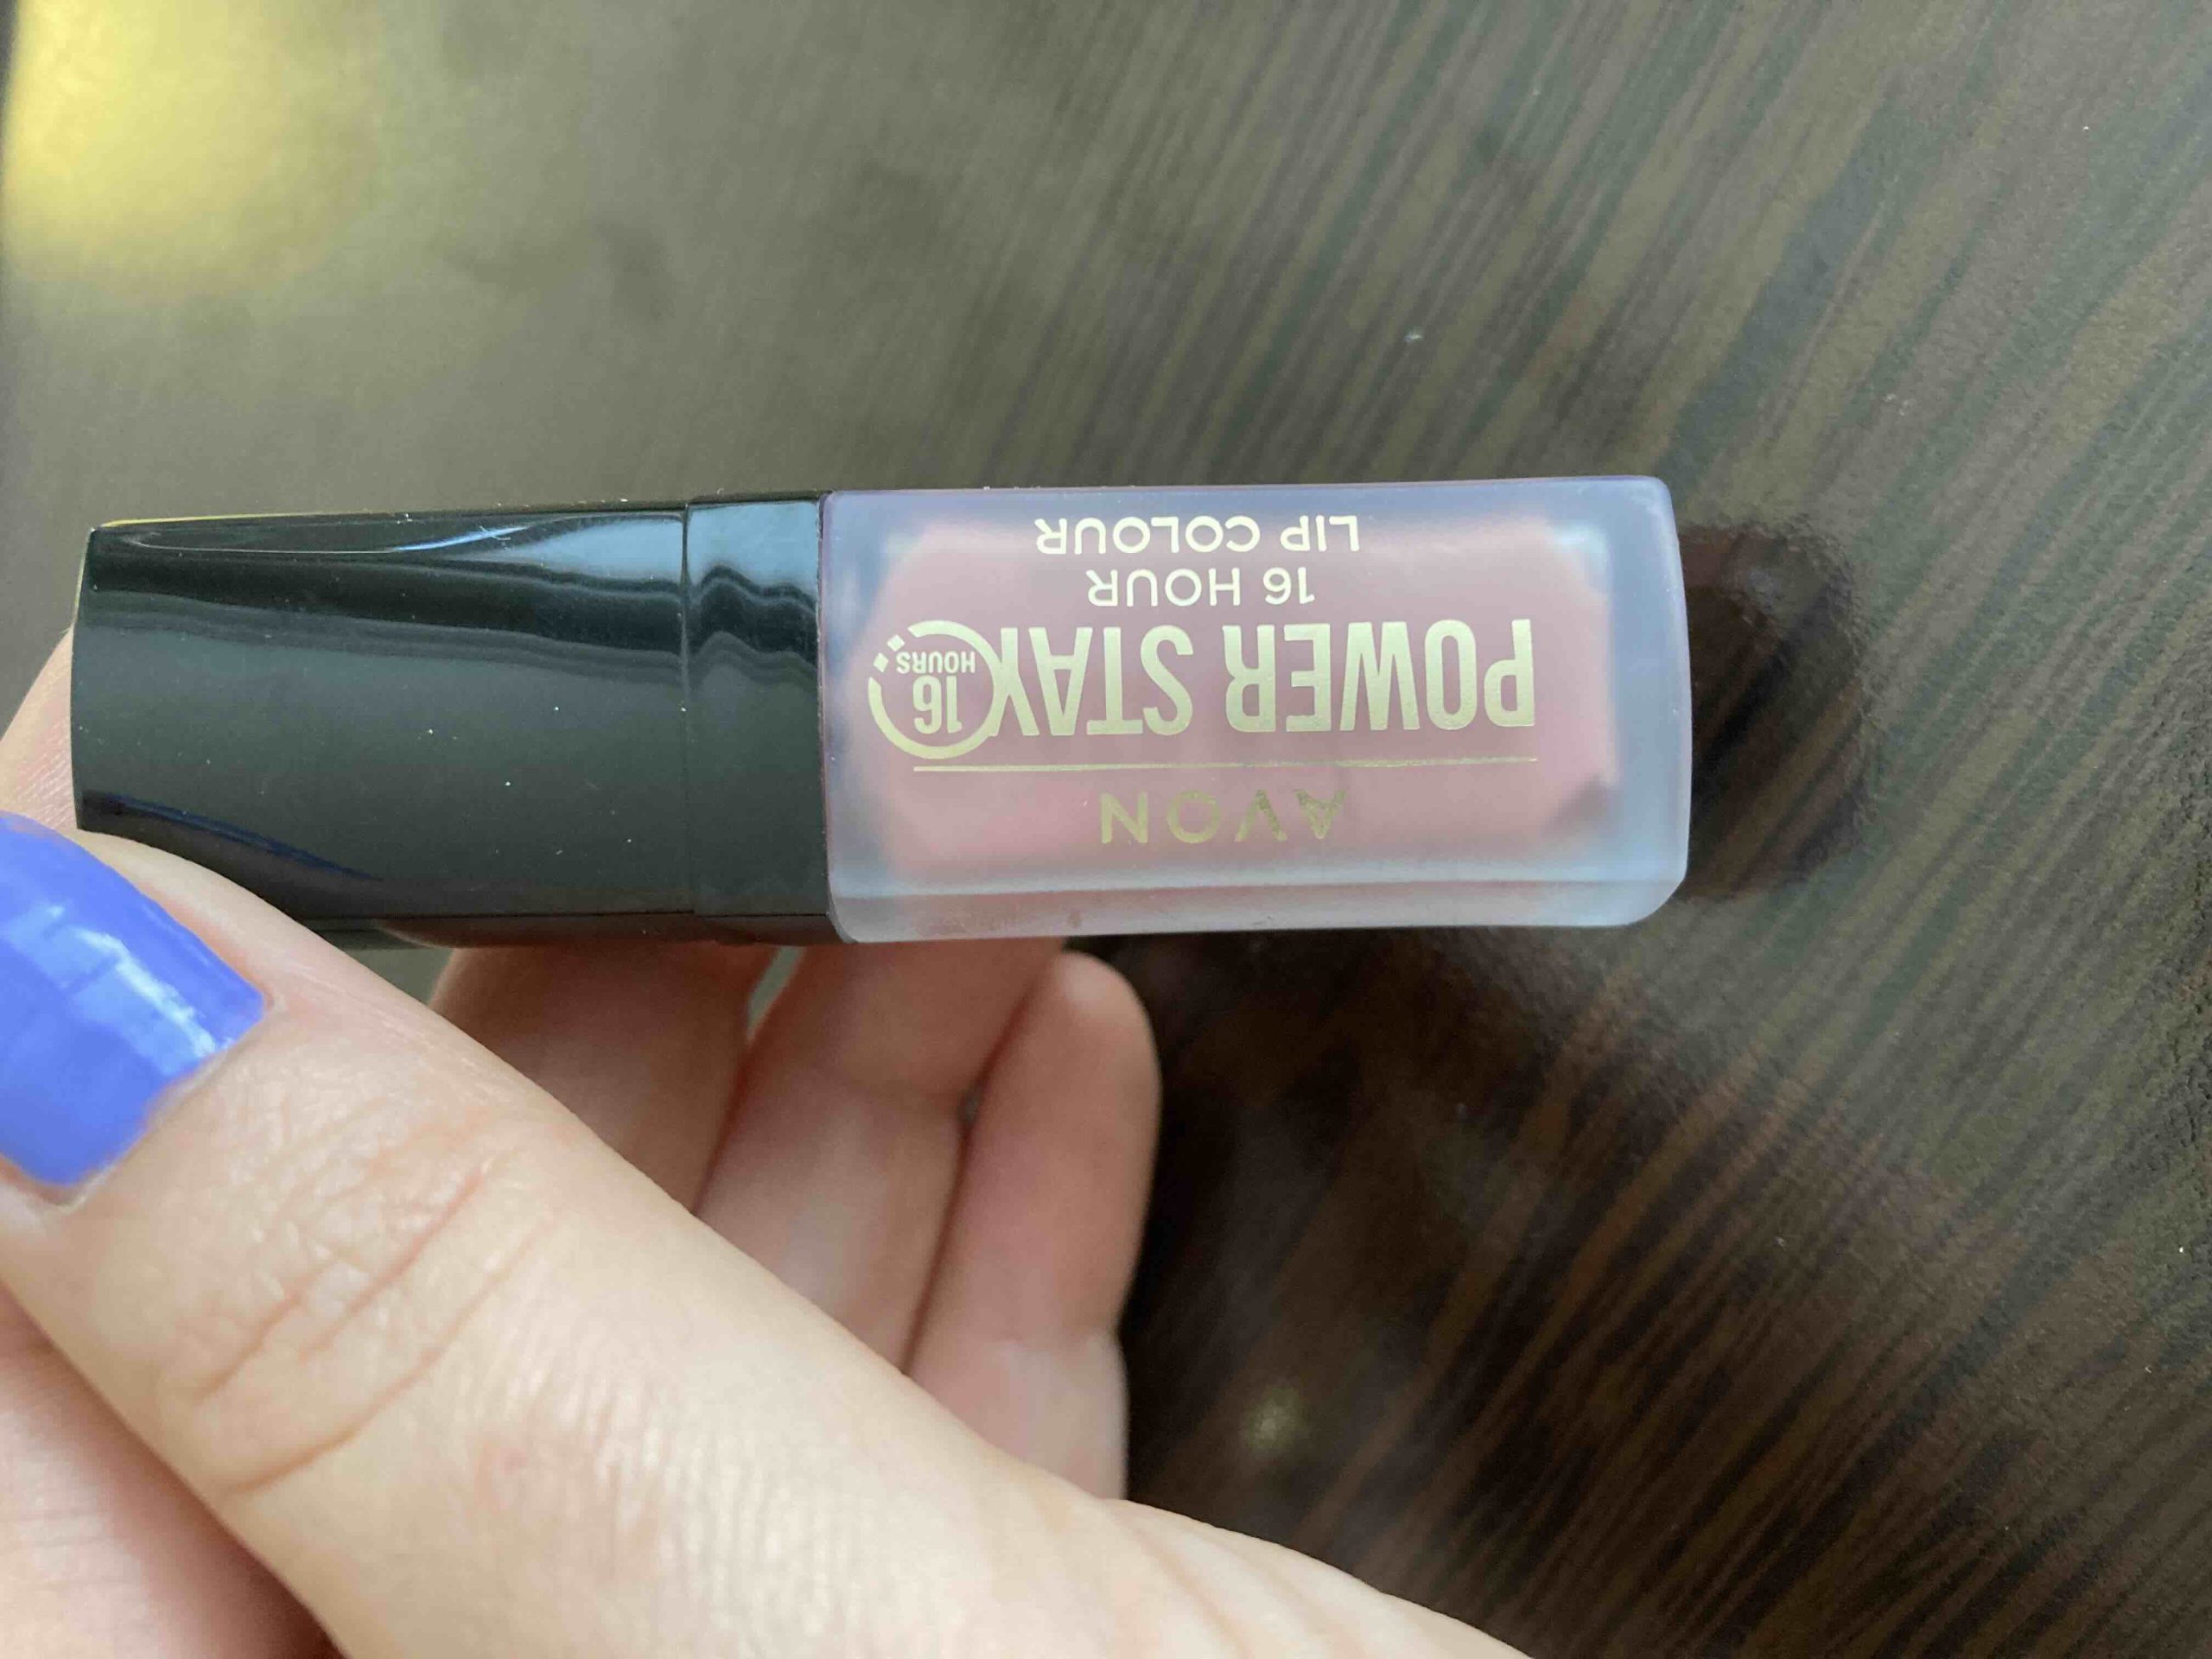 AVON
POWER STAY
16
HOURS
16 HOUR
LIP COLOUR